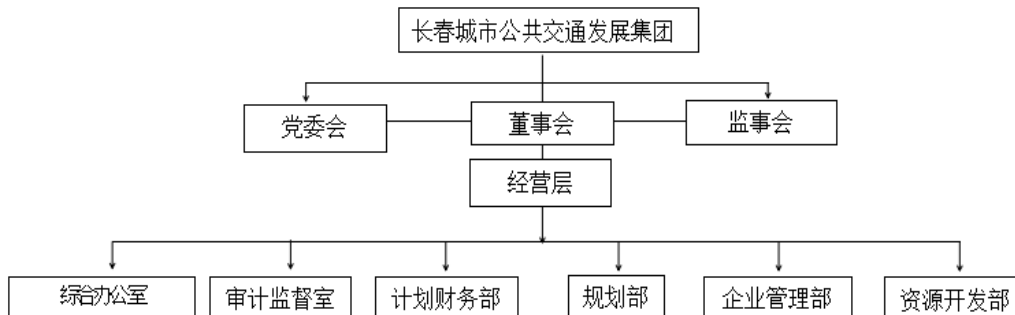 长春城市公共交通发展集团
党委会
董事会
监事会
经营层
综合办公室
审计监督室
计划财务部
规划部
企业管理部
资源开发部